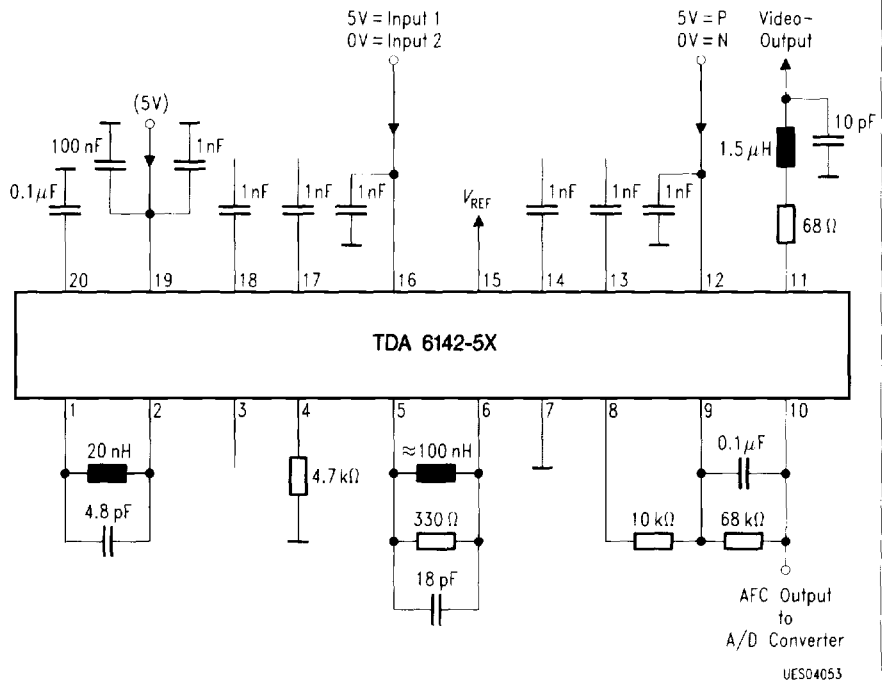 5V = Input 1
0V = Input 2
5V = P
0V = N
Video-
Output
(5V)
100 nF
1nF
10 pF
1.5 µH
0.1 µF
1nF
1nF
1nF
V REF
1nF
1nF
1nF
68 Ω
20
19
18
17
16
15
14
13
12
11
TDA 6142-5X
1
2
3
4
5
6
7
8
9
10
20 nH
4.7 kΩ
≈100 nH
0.1 µF
4.8 pF
330 Ω
10 kΩ
68 kΩ
18 pF
AFC Output
to
A/D Converter
UES04053